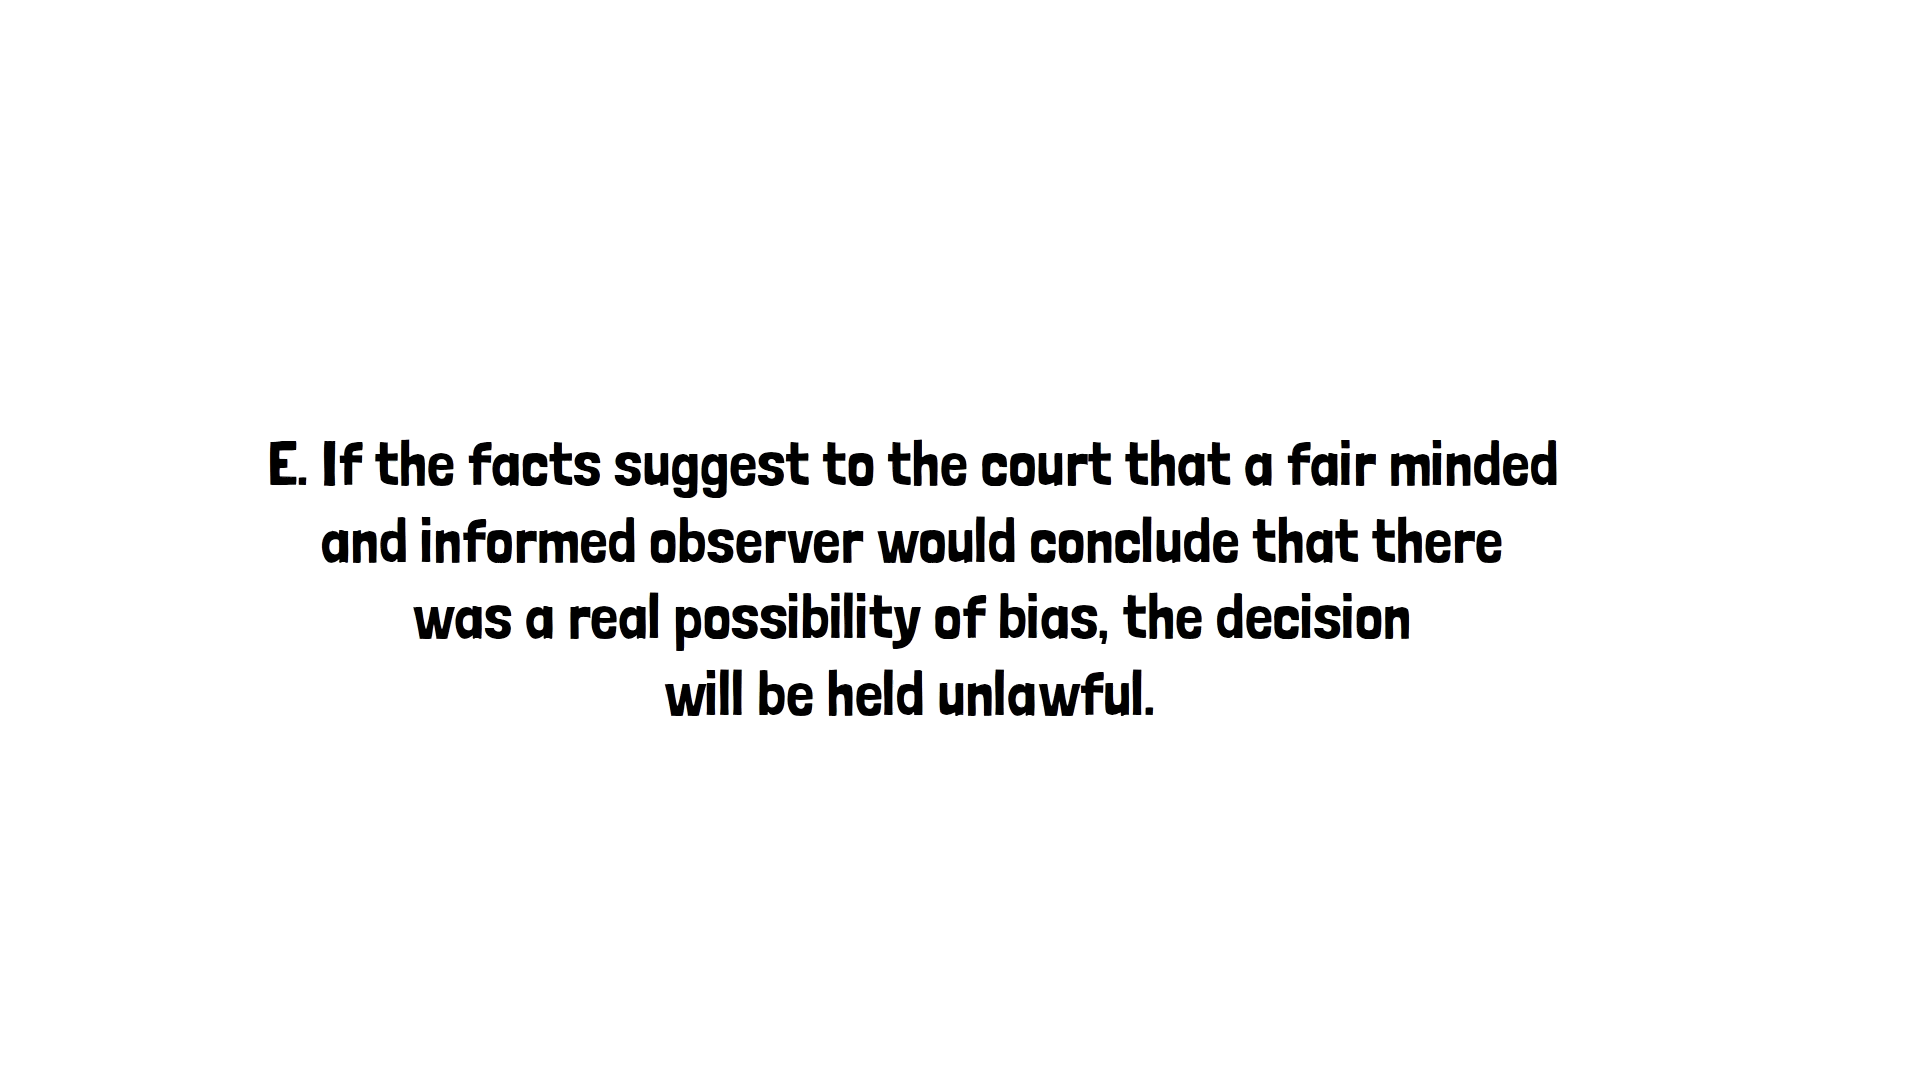 E. If the facts suggest to the court that a fair minded
and informed observer would conclude that there
was a real possibility of bias, the decision
will be held unlawful.